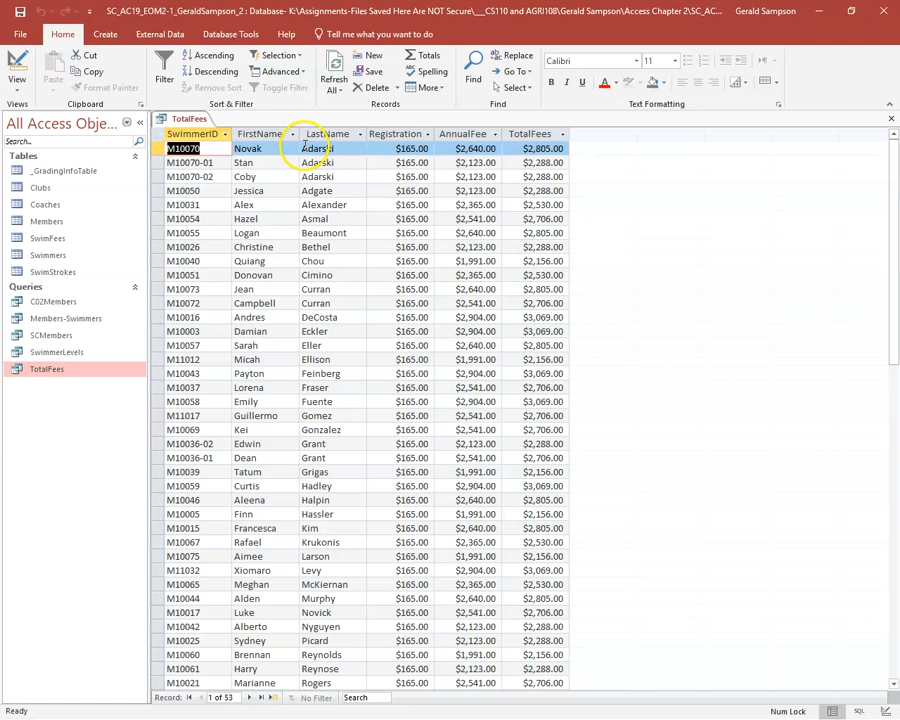 SC_AC19_EOM2-1_GeraldSampson_2 : Database- K:\Assignments-Files Saved Here Are NOT Secure\___CS110 and AGRI108\Gerald Sampson\Access Chapter 2\SC_AC... Gerald Sampson
File Home Create External Data Database Tools Help Tell me what you want to do
View Paste Cut Copy Format Painter Filter Ascending Descending Remove Sort Selection Advanced Toggle Filter Refresh All New Save Delete Totals Spelling More Find Replace Go To Select Calibri 11 B I U A
Views Clipboard Sort & Filter Records Find Text Formatting
All Access Obje...
Search...
Tables
_GradingInfoTable
Clubs
Coaches
Members
SwimFees
Swimmers
SwimStrokes
Queries
C02Members
Members-Swimmers
SCMembers
SwimmerLevels
TotalFees
TotalFees
SwimmerID FirstName LastName Registration AnnualFee TotalFees
M10070 Novak Adarski $165.00 $2,640.00 $2,805.00
M10070-01 Stan Adarski $165.00 $2,123.00 $2,288.00
M10070-02 Coby Adarski $165.00 $2,123.00 $2,288.00
M10050 Jessica Adgate $165.00 $2,123.00 $2,288.00
M10031 Alex Alexander $165.00 $2,365.00 $2,530.00
M10054 Hazel Asmal $165.00 $2,541.00 $2,706.00
M10055 Logan Beaumont $165.00 $2,640.00 $2,805.00
M10026 Christine Bethel $165.00 $2,123.00 $2,288.00
M10040 Quiang Chou $165.00 $1,991.00 $2,156.00
M10051 Donovan Cimino $165.00 $2,365.00 $2,530.00
M10073 Jean Curran $165.00 $2,640.00 $2,805.00
M10072 Campbell Curran $165.00 $2,541.00 $2,706.00
M10016 Andres DeCosta $165.00 $2,904.00 $3,069.00
M10003 Damian Eckler $165.00 $2,904.00 $3,069.00
M10057 Sarah Eller $165.00 $2,640.00 $2,805.00
M11012 Micah Ellison $165.00 $1,991.00 $2,156.00
M10043 Payton Feinberg $165.00 $2,904.00 $3,069.00
M10037 Lorena Fraser $165.00 $2,541.00 $2,706.00
M10058 Emily Fuente $165.00 $2,904.00 $3,069.00
M11017 Guillermo Gomez $165.00 $2,541.00 $2,706.00
M10069 Kei Gonzalez $165.00 $2,541.00 $2,706.00
M10036-02 Edwin Grant $165.00 $2,123.00 $2,288.00
M10036-01 Dean Grant $165.00 $2,541.00 $2,706.00
M10039 Tatum Grigas $165.00 $1,991.00 $2,156.00
M10059 Curtis Hadley $165.00 $2,904.00 $3,069.00
M10046 Aleena Halpin $165.00 $2,640.00 $2,805.00
M10005 Finn Hassler $165.00 $1,991.00 $2,156.00
M10015 Francesca Kim $165.00 $2,640.00 $2,805.00
M10067 Rafael Krukonis $165.00 $2,365.00 $2,530.00
M10075 Aimee Larson $165.00 $1,991.00 $2,156.00
M11032 Xiomaro Levy $165.00 $2,904.00 $3,069.00
M10065 Meghan McKiernan $165.00 $2,365.00 $2,530.00
M10044 Alden Murphy $165.00 $2,640.00 $2,805.00
M10017 Luke Novick $165.00 $2,541.00 $2,706.00
M10042 Alberto Nyguyen $165.00 $2,123.00 $2,288.00
M10025 Sydney Picard $165.00 $2,123.00 $2,288.00
M10060 Brennan Reynolds $165.00 $1,991.00 $2,156.00
M10061 Harry Reynose $165.00 $2,123.00 $2,288.00
M10021 Marianne Rogers $165.00 $2,541.00 $2,706.00
Record: 1 of 53 No Filter Search
Ready Num Lock SQL